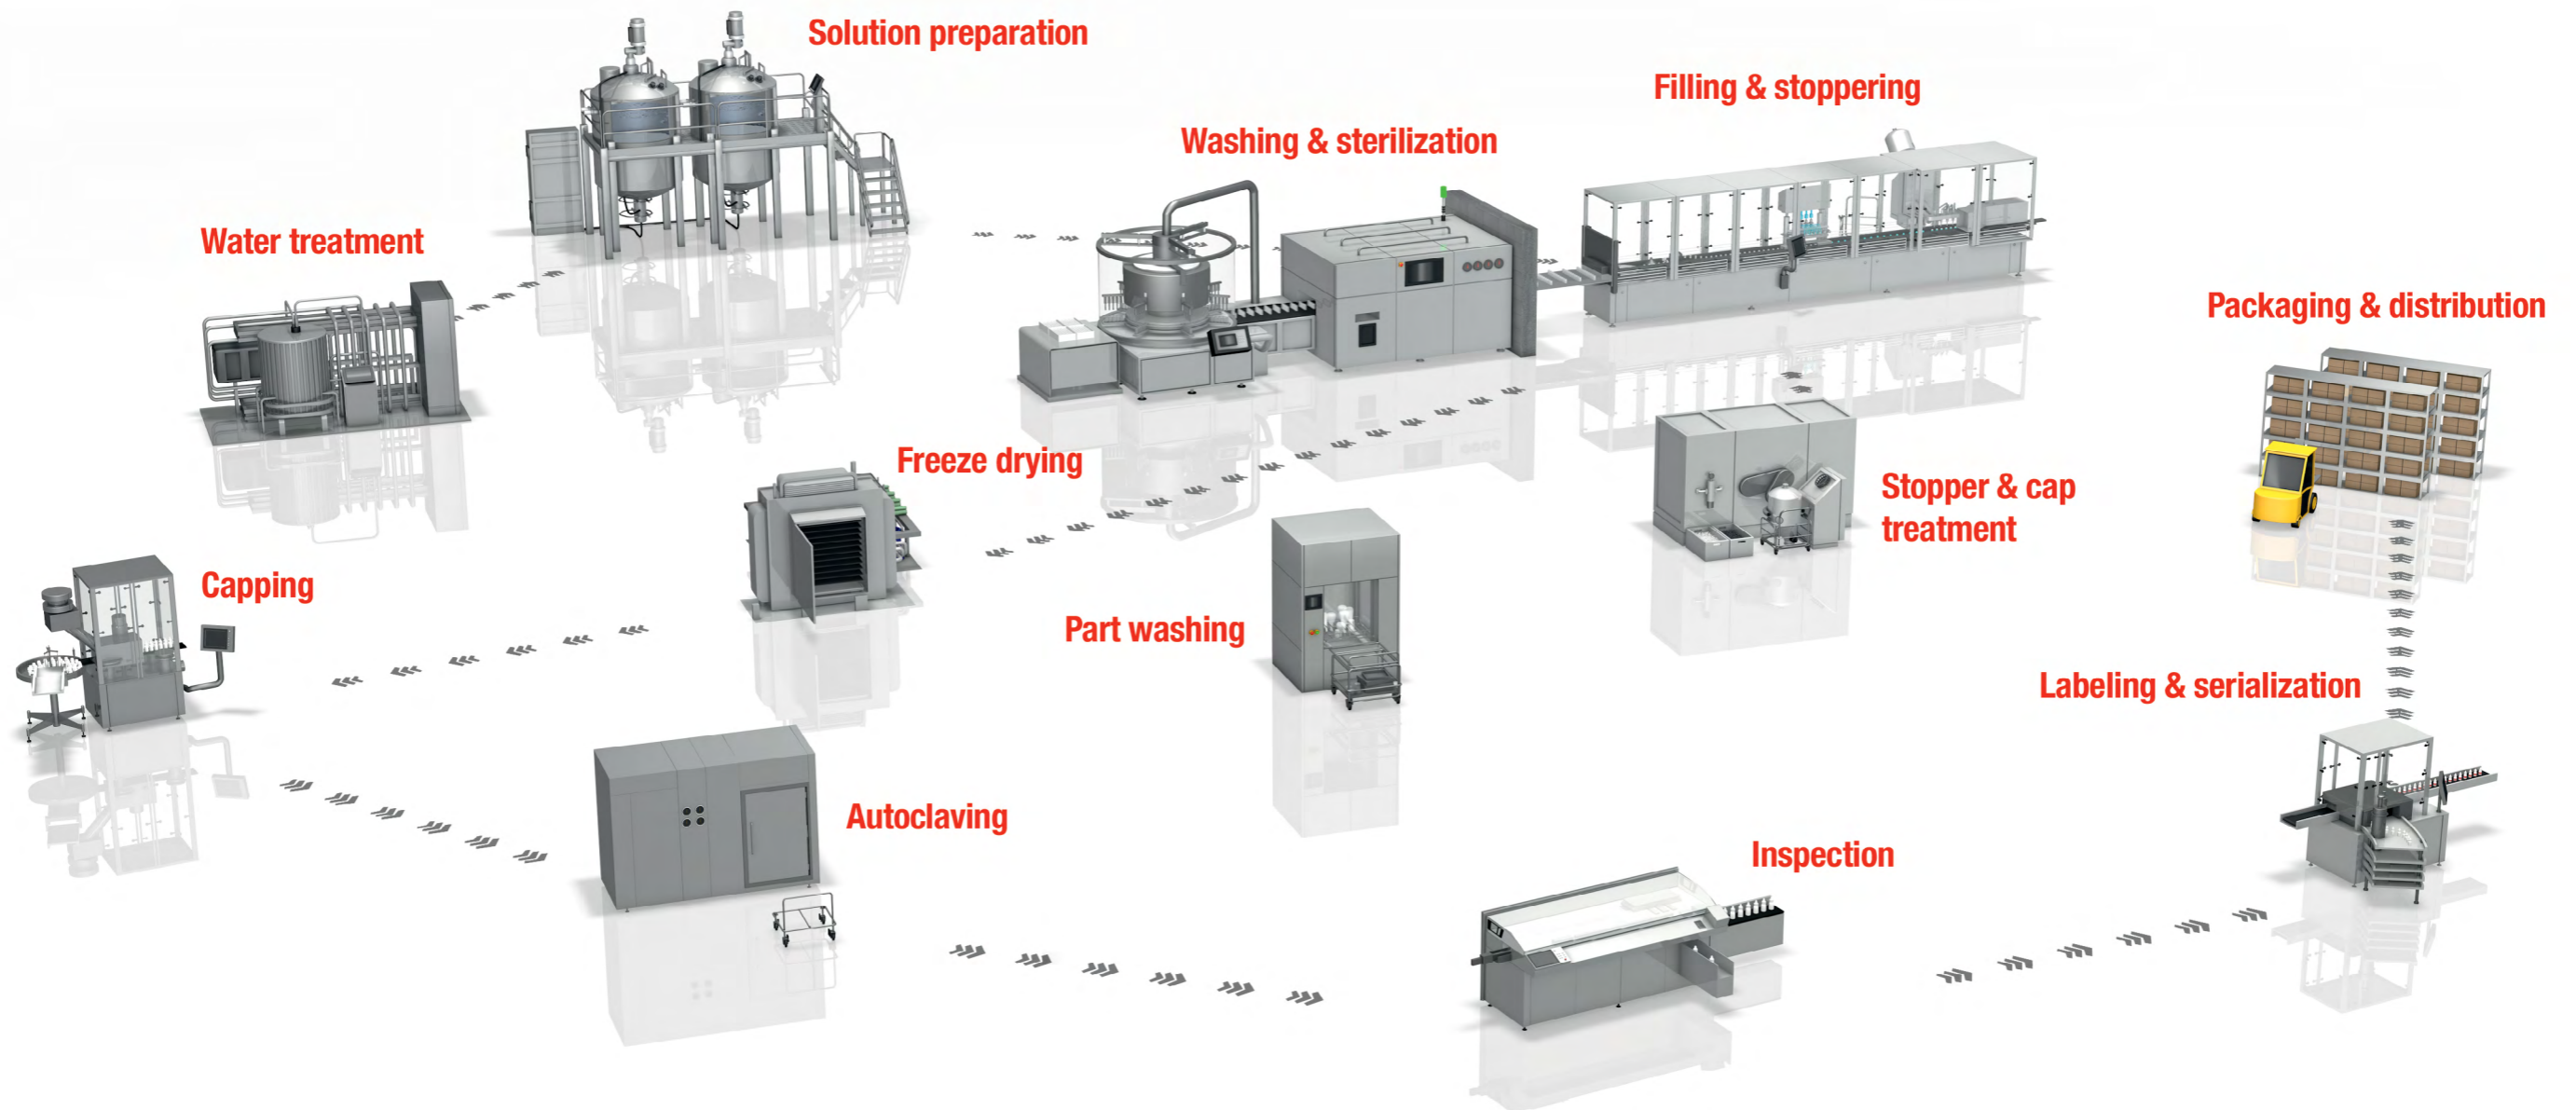 Solution preparation
Filling & stoppering
Washing & sterilization
Water treatment
Packaging & distribution
Freeze drying
Stopper & cap
treatment
Capping
Part washing
Labeling & serialization
Autoclaving
Inspection